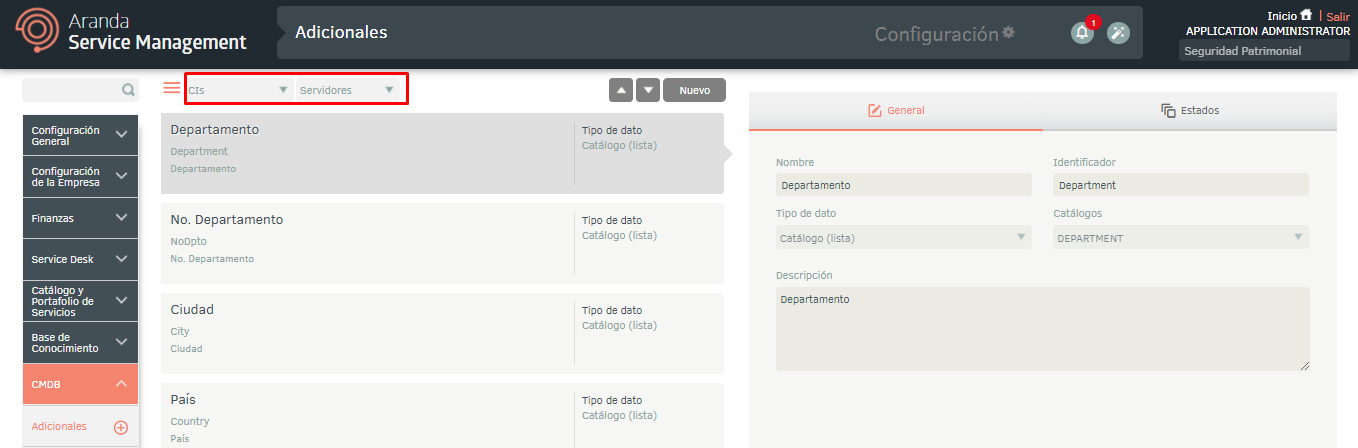 Aranda
Service Management
Adicionales
Configuración
1
Inicio | Salir
APPLICATION ADMINISTRATOR
Seguridad Patrimonial
CIs
Servidores
Nuevo
Configuración
General
Configuración
de la Empresa
Finanzas
Service Desk
Catálogo y
Portafolio de
Servicios
Base de
Conocimiento
CMDB
Adicionales
Departamento
Department
Departamento
Tipo de dato
Catálogo (lista)
No. Departamento
NoDpto
No. Departamento
Tipo de dato
Catálogo (lista)
Ciudad
City
Ciudad
Tipo de dato
Catálogo (lista)
País
Country
País
Tipo de dato
Catálogo (lista)
General
Estados
Nombre
Departamento
Identificador
Department
Tipo de dato
Catálogo (lista)
Catálogos
DEPARTMENT
Descripción
Departamento